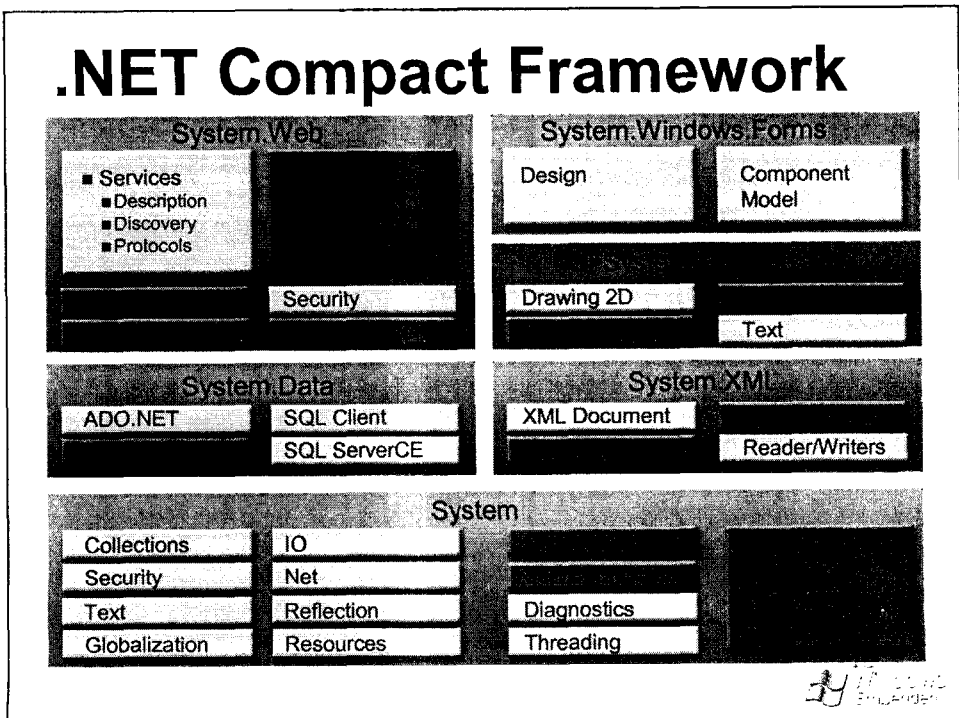 .NET Compact Framework
System.Web
■ Services
■ Description
■ Discovery
■ Protocols
Security
System.Windows.Forms
Design
Component
Model
Drawing 2D
Text
System.Data
ADO.NET
SQL Client
SQL ServerCE
System.XML
XML Document
Reader/Writers
System
Collections
Security
Text
Globalization
IO
Net
Reflection
Resources
Diagnostics
Threading